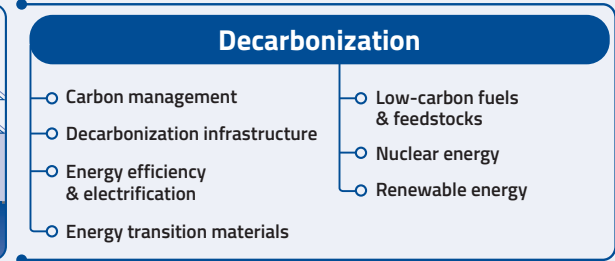 Decarbonization
Carbon management
Decarbonization infrastructure
Energy efficiency
& electrification
Energy transition materials
Low-carbon fuels
& feedstocks
Nuclear energy
Renewable energy